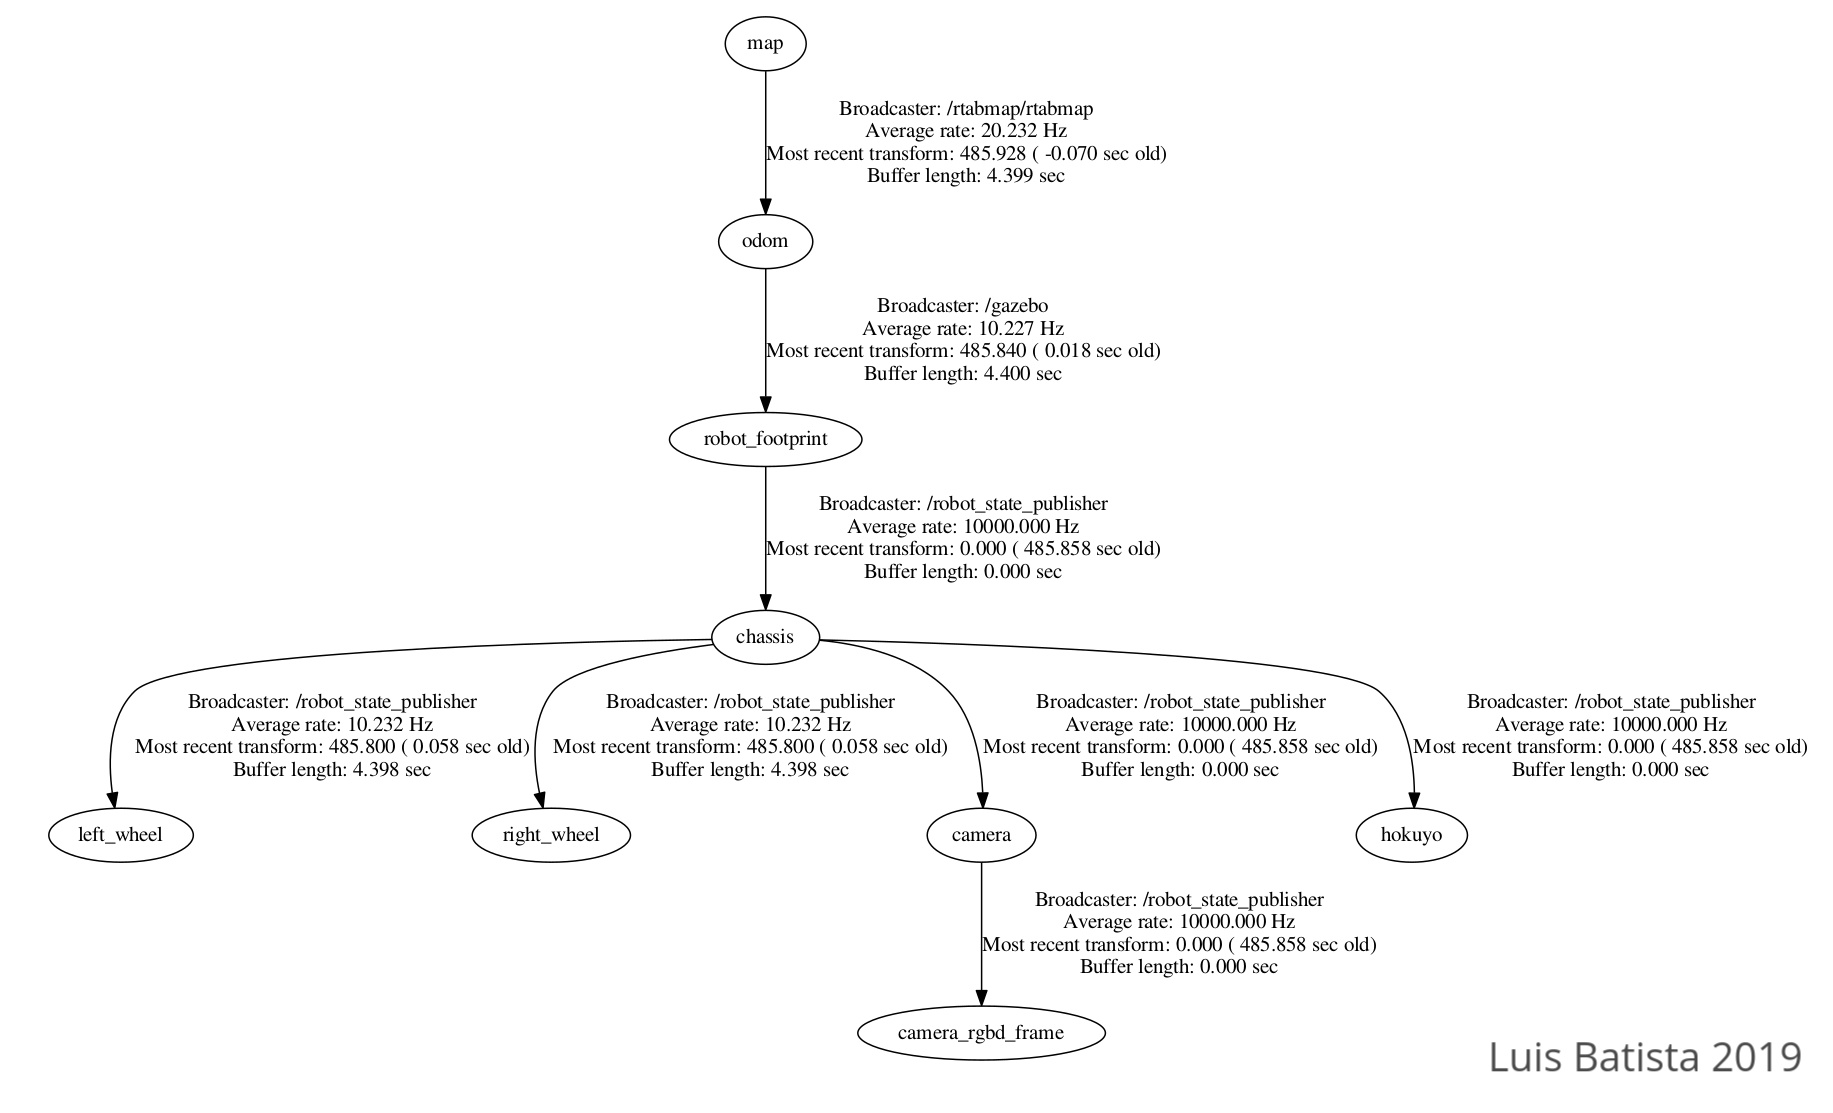 map
Broadcaster: /rtabmap/rtabmap
Average rate: 20.232 Hz
Most recent transform: 485.928 ( -0.070 sec old)
Buffer length: 4.399 sec
odom
Broadcaster: /gazebo
Average rate: 10.227 Hz
Most recent transform: 485.840 ( 0.018 sec old)
Buffer length: 4.400 sec
robot_footprint
Broadcaster: /robot_state_publisher
Average rate: 10000.000 Hz
Most recent transform: 0.000 ( 485.858 sec old)
Buffer length: 0.000 sec
chassis
Broadcaster: /robot_state_publisher
Average rate: 10.232 Hz
Most recent transform: 485.800 ( 0.058 sec old)
Buffer length: 4.398 sec
Broadcaster: /robot_state_publisher
Average rate: 10.232 Hz
Most recent transform: 485.800 ( 0.058 sec old)
Buffer length: 4.398 sec
Broadcaster: /robot_state_publisher
Average rate: 10000.000 Hz
Most recent transform: 0.000 ( 485.858 sec old)
Buffer length: 0.000 sec
Broadcaster: /robot_state_publisher
Average rate: 10000.000 Hz
Most recent transform: 0.000 ( 485.858 sec old)
Buffer length: 0.000 sec
left_wheel
right_wheel
camera
hokuyo
Broadcaster: /robot_state_publisher
Average rate: 10000.000 Hz
Most recent transform: 0.000 ( 485.858 sec old)
Buffer length: 0.000 sec
camera_rgbd_frame
Luis Batista 2019